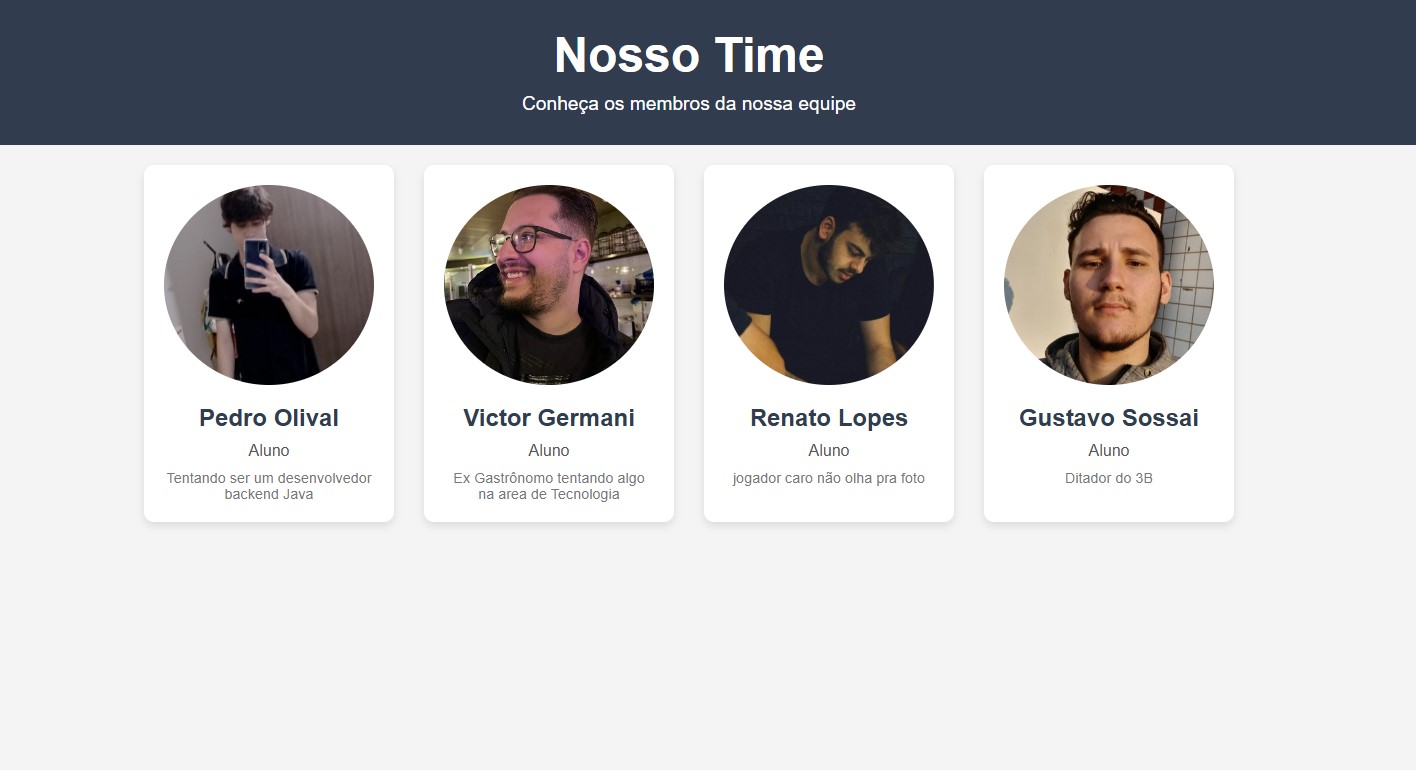 Nosso Time
Conheça os membros da nossa equipe
Pedro Olival
Aluno
Tentando ser um desenvolvedor
backend Java
Victor Germani
Aluno
Ex Gastrônomo tentando algo
na area de Tecnologia
Renato Lopes
Aluno
jogador caro não olha pra foto
Gustavo Sossai
Aluno
Ditador do 3B